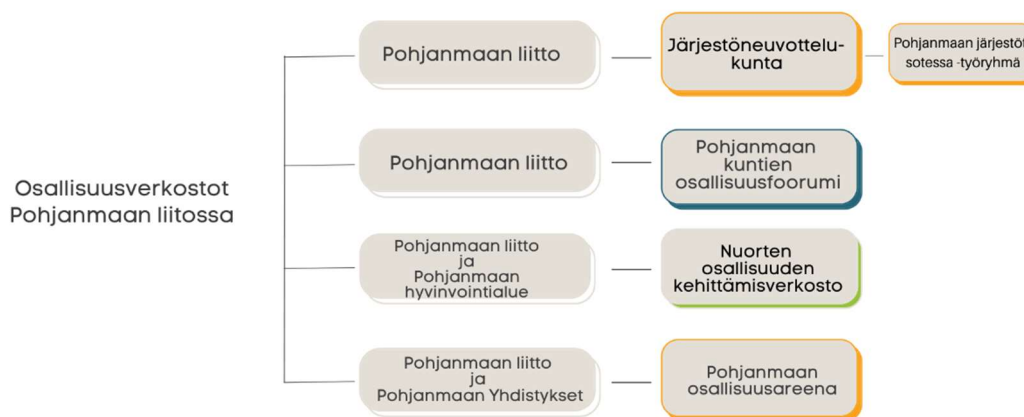 Osallisuusverkostot
Pohjanmaan liitossa
Pohjanmaan liitto
Järjestöneuvottelu-
kunta
Pohjanmaan järjestöt
sotessa -työryhmä
Pohjanmaan liitto
Pohjanmaan
kuntien
osallisuusfoorumi
Pohjanmaan liitto
ja
Pohjanmaan
hyvinvointialue
Nuorten
osallisuuden
kehittämisverkosto
Pohjanmaan liitto
ja
Pohjanmaan Yhdistykset
Pohjanmaan
osallisuusareena